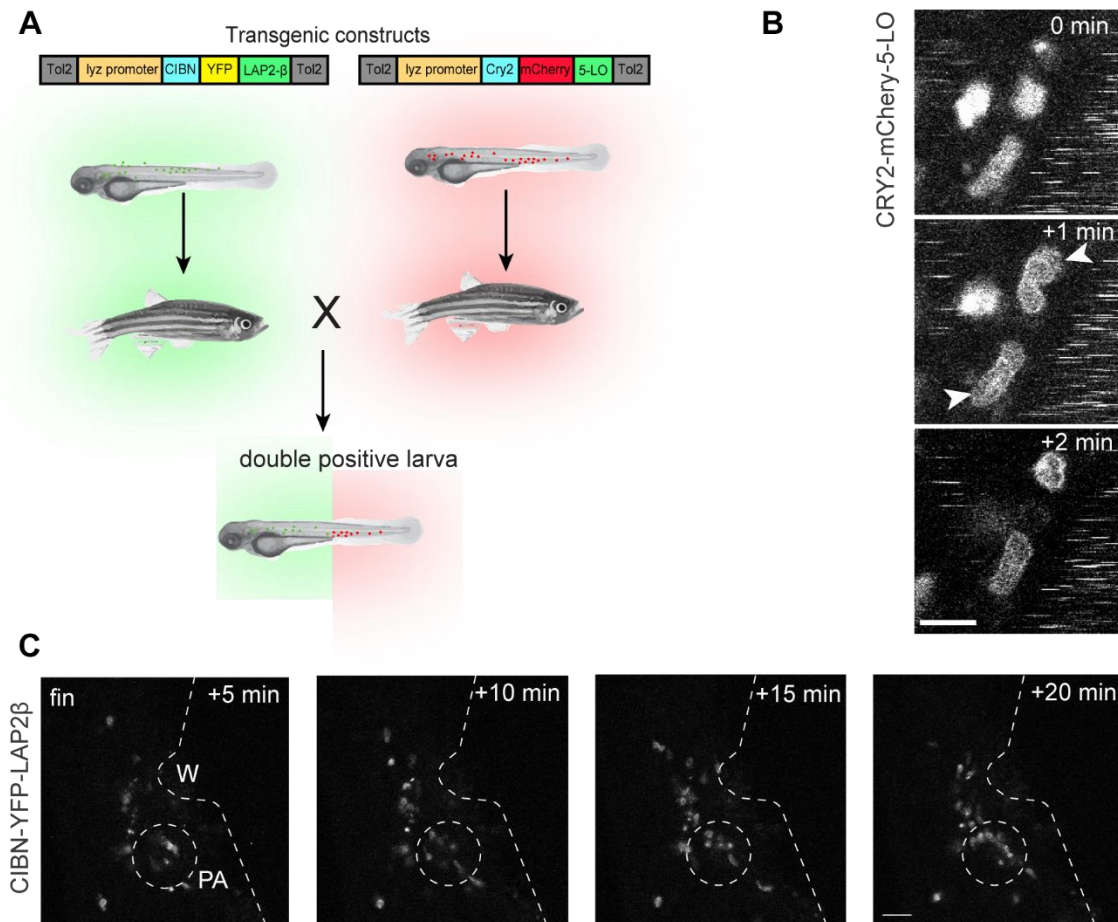 A
Transgenic constructs
Tol2 lyz promoter CIBN YFP LAP2-β Tol2
Tol2 lyz promoter Cry2 mCherry 5-LO Tol2
X
double positive larva
B
CRY2-mChery-5-LO
0 min
+1 min
+2 min
C
CIBN-YFP-LAP2β
fin +5 min
W
PA
+10 min
+15 min
+20 min